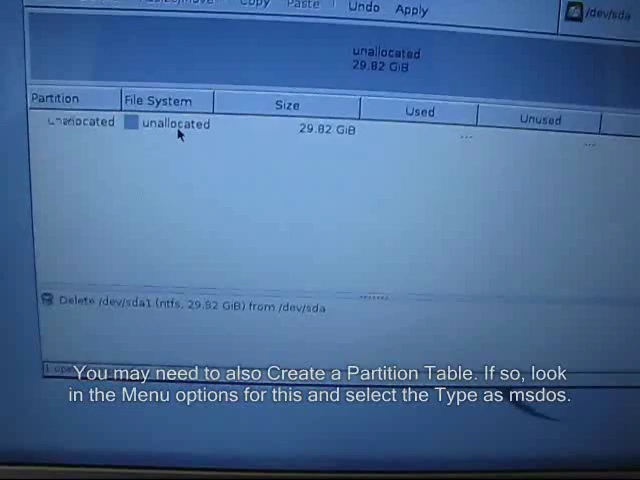 Copy Paste Undo Apply /dev/sda
unallocated
29.82 GiB
Partition File System Size Used Unused
unallocated unallocated 29.82 GiB --- ---
Delete /dev/sda1 (ntfs, 29.82 GiB) from /dev/sda
You may need to also Create a Partition Table. If so, look
in the Menu options for this and select the Type as msdos.